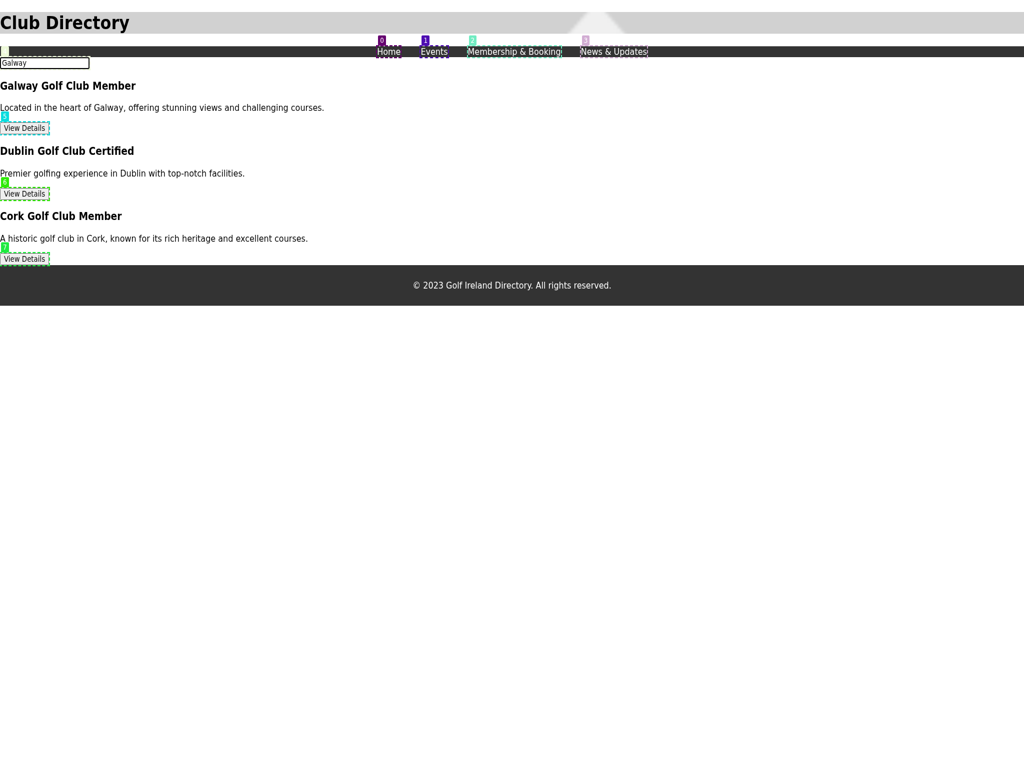 Club Directory
0 1 2 3
Home Events Membership & Booking News & Updates
Galway
Galway Golf Club Member
Located in the heart of Galway, offering stunning views and challenging courses.
5
View Details
Dublin Golf Club Certified
Premier golfing experience in Dublin with top-notch facilities.
6
View Details
Cork Golf Club Member
A historic golf club in Cork, known for its rich heritage and excellent courses.
7
View Details
© 2023 Golf Ireland Directory. All rights reserved.